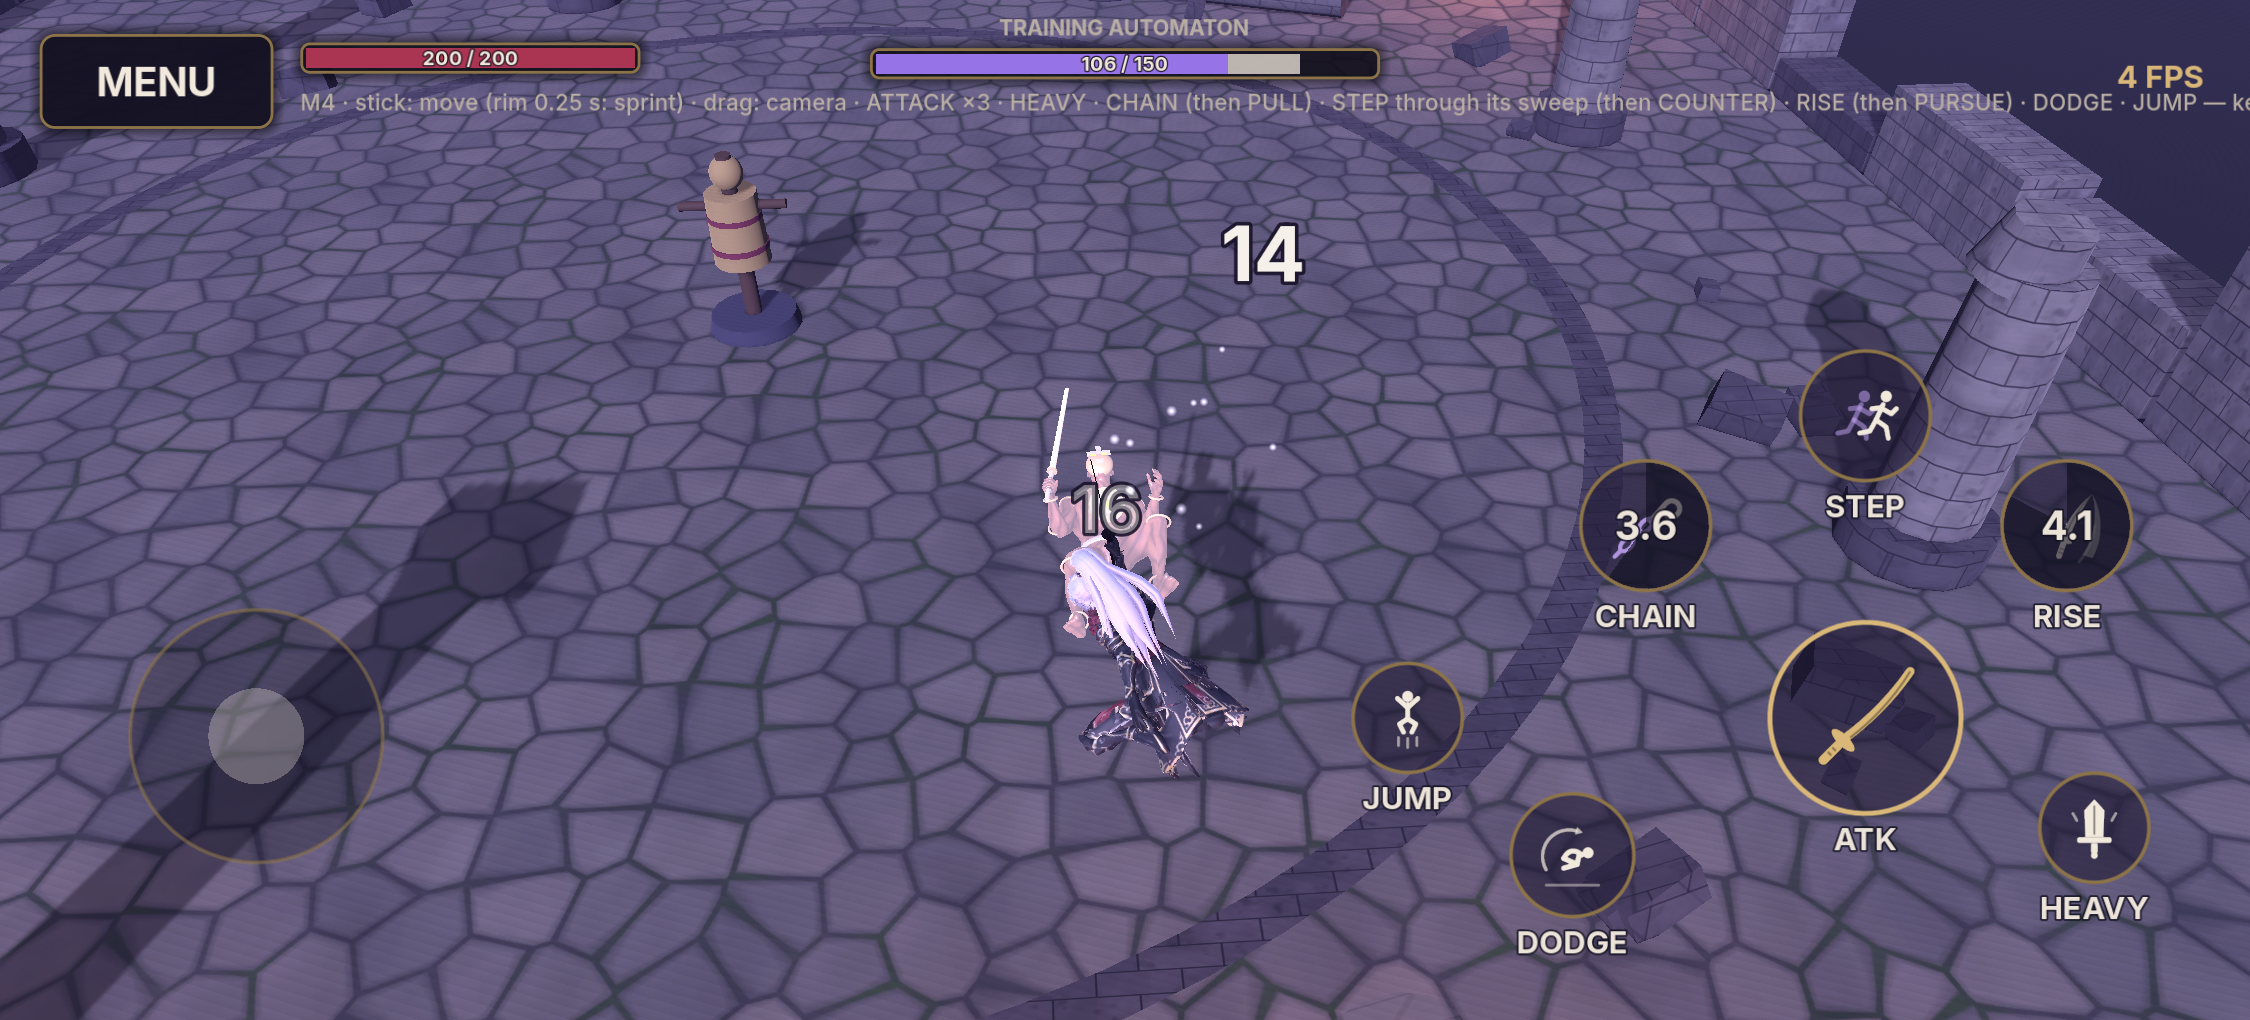 TRAINING AUTOMATON
MENU
200 / 200
106 / 150
4 FPS
M4 · stick: move (rim 0.25 s: sprint) · drag: camera · ATTACK ×3 · HEAVY · CHAIN (then PULL) · STEP through its sweep (then COUNTER) · RISE (then PURSUE) · DODGE · JUMP — ke
14
16
STEP
3.6
4.1
CHAIN
RISE
JUMP
ATK
HEAVY
DODGE